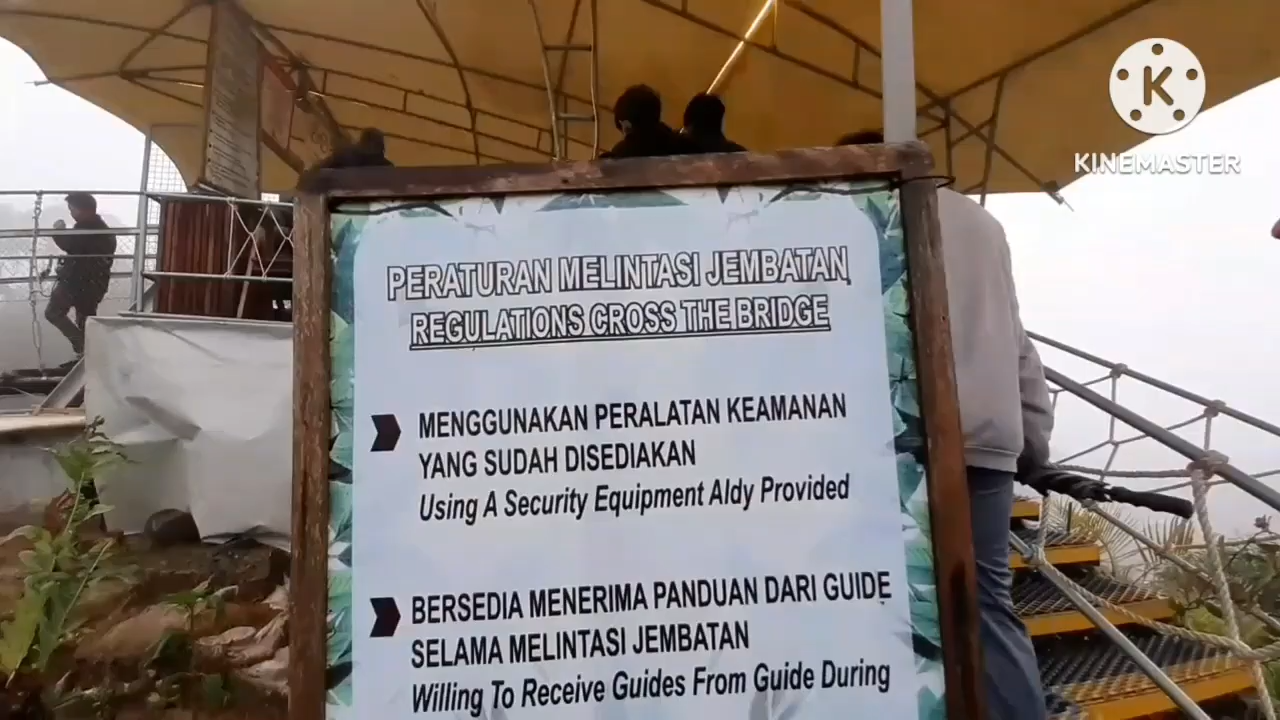 K
KINEMASTER
PERATURAN MELINTASI JEMBATAN
REGULATIONS CROSS THE BRIDGE
MENGGUNAKAN PERALATAN KEAMANAN
YANG SUDAH DISEDIAKAN
Using A Security Equipment Aldy Provided
BERSEDIA MENERIMA PANDUAN DARI GUIDE
SELAMA MELINTASI JEMBATAN
Willing To Receive Guides From Guide During